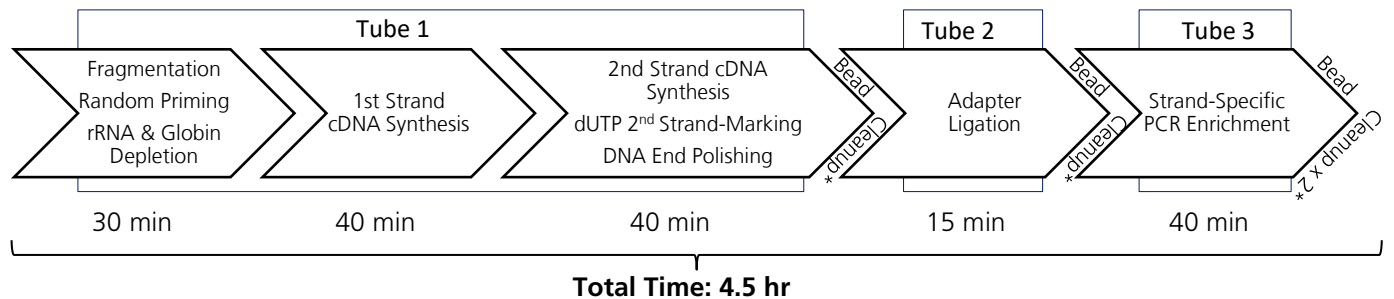 Tube 1
Tube 2
Tube 3
Fragmentation
Random Priming
rRNA & Globin
Depletion
1st Strand
cDNA Synthesis
2nd Strand cDNA
Synthesis
dUTP 2nd Strand-Marking
DNA End Polishing
Bead
Cleanup*
Adapter
Ligation
Bead
Cleanup*
Strand-Specific
PCR Enrichment
Bead
Cleanup x 2*
30 min
40 min
40 min
15 min
40 min
Total Time: 4.5 hr